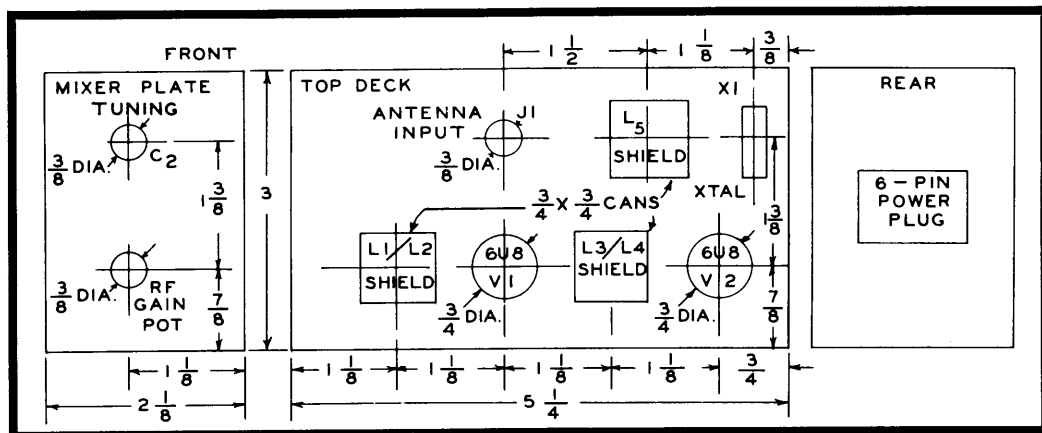 FRONT
MIXER PLATE
TUNING
C2
3/8 DIA.
1 3/8
3/8 DIA.
RF
GAIN
POT
7/8
1 1/8
2 1/8
3
TOP DECK
1 1/2
1 1/8
3/8
ANTENNA
INPUT
J1
3/8 DIA.
L5
SHIELD
X1
XTAL
3/4 X 3/4 CANS
1 3/8
L1/L2
SHIELD
6U8
V1
3/4 DIA.
L3/L4
SHIELD
6U8
V2
3/4 DIA.
7/8
1 1/8
1 1/8
1 1/8
1 1/8
3/4
5 1/4
REAR
6-PIN
POWER
PLUG